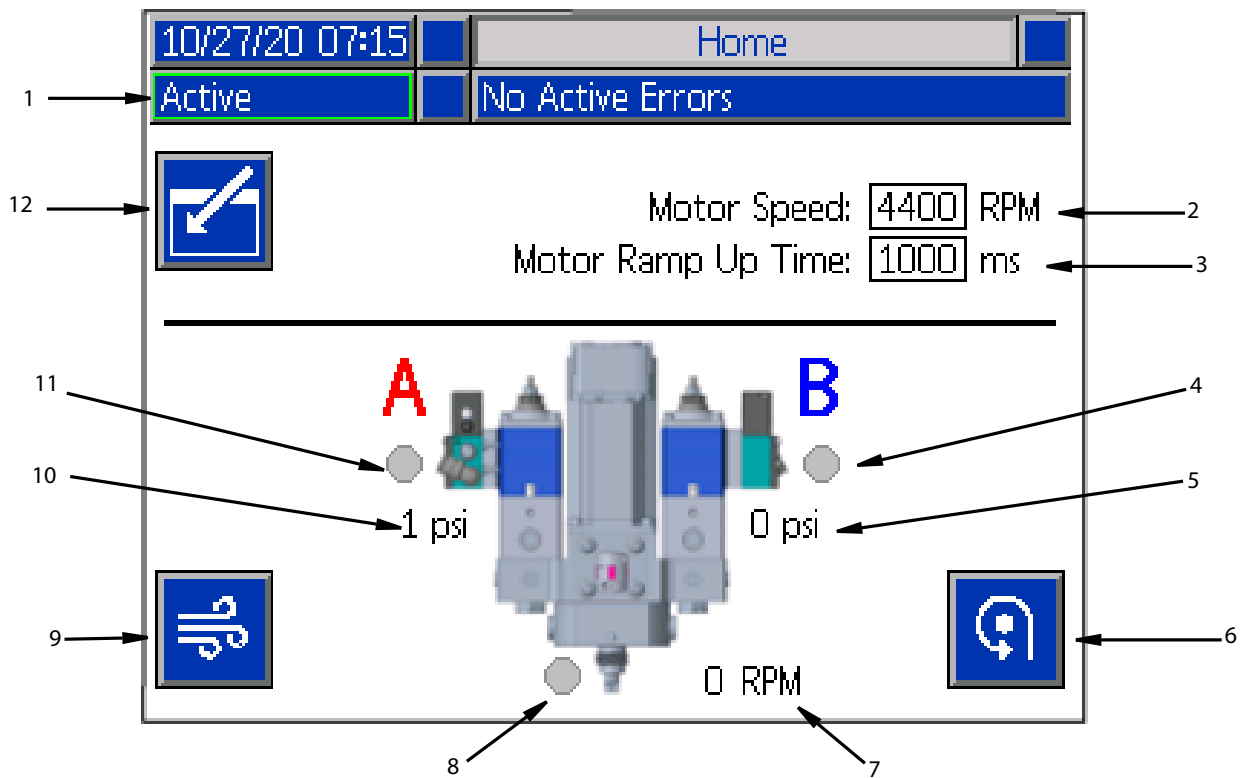 10/27/20 07:15 Home
1 Active No Active Errors
12 Motor Speed: 4400 RPM 2
Motor Ramp Up Time: 1000 ms 3
A B
11 4
10 1 psi 0 psi 5
9 6
0 RPM
8 7